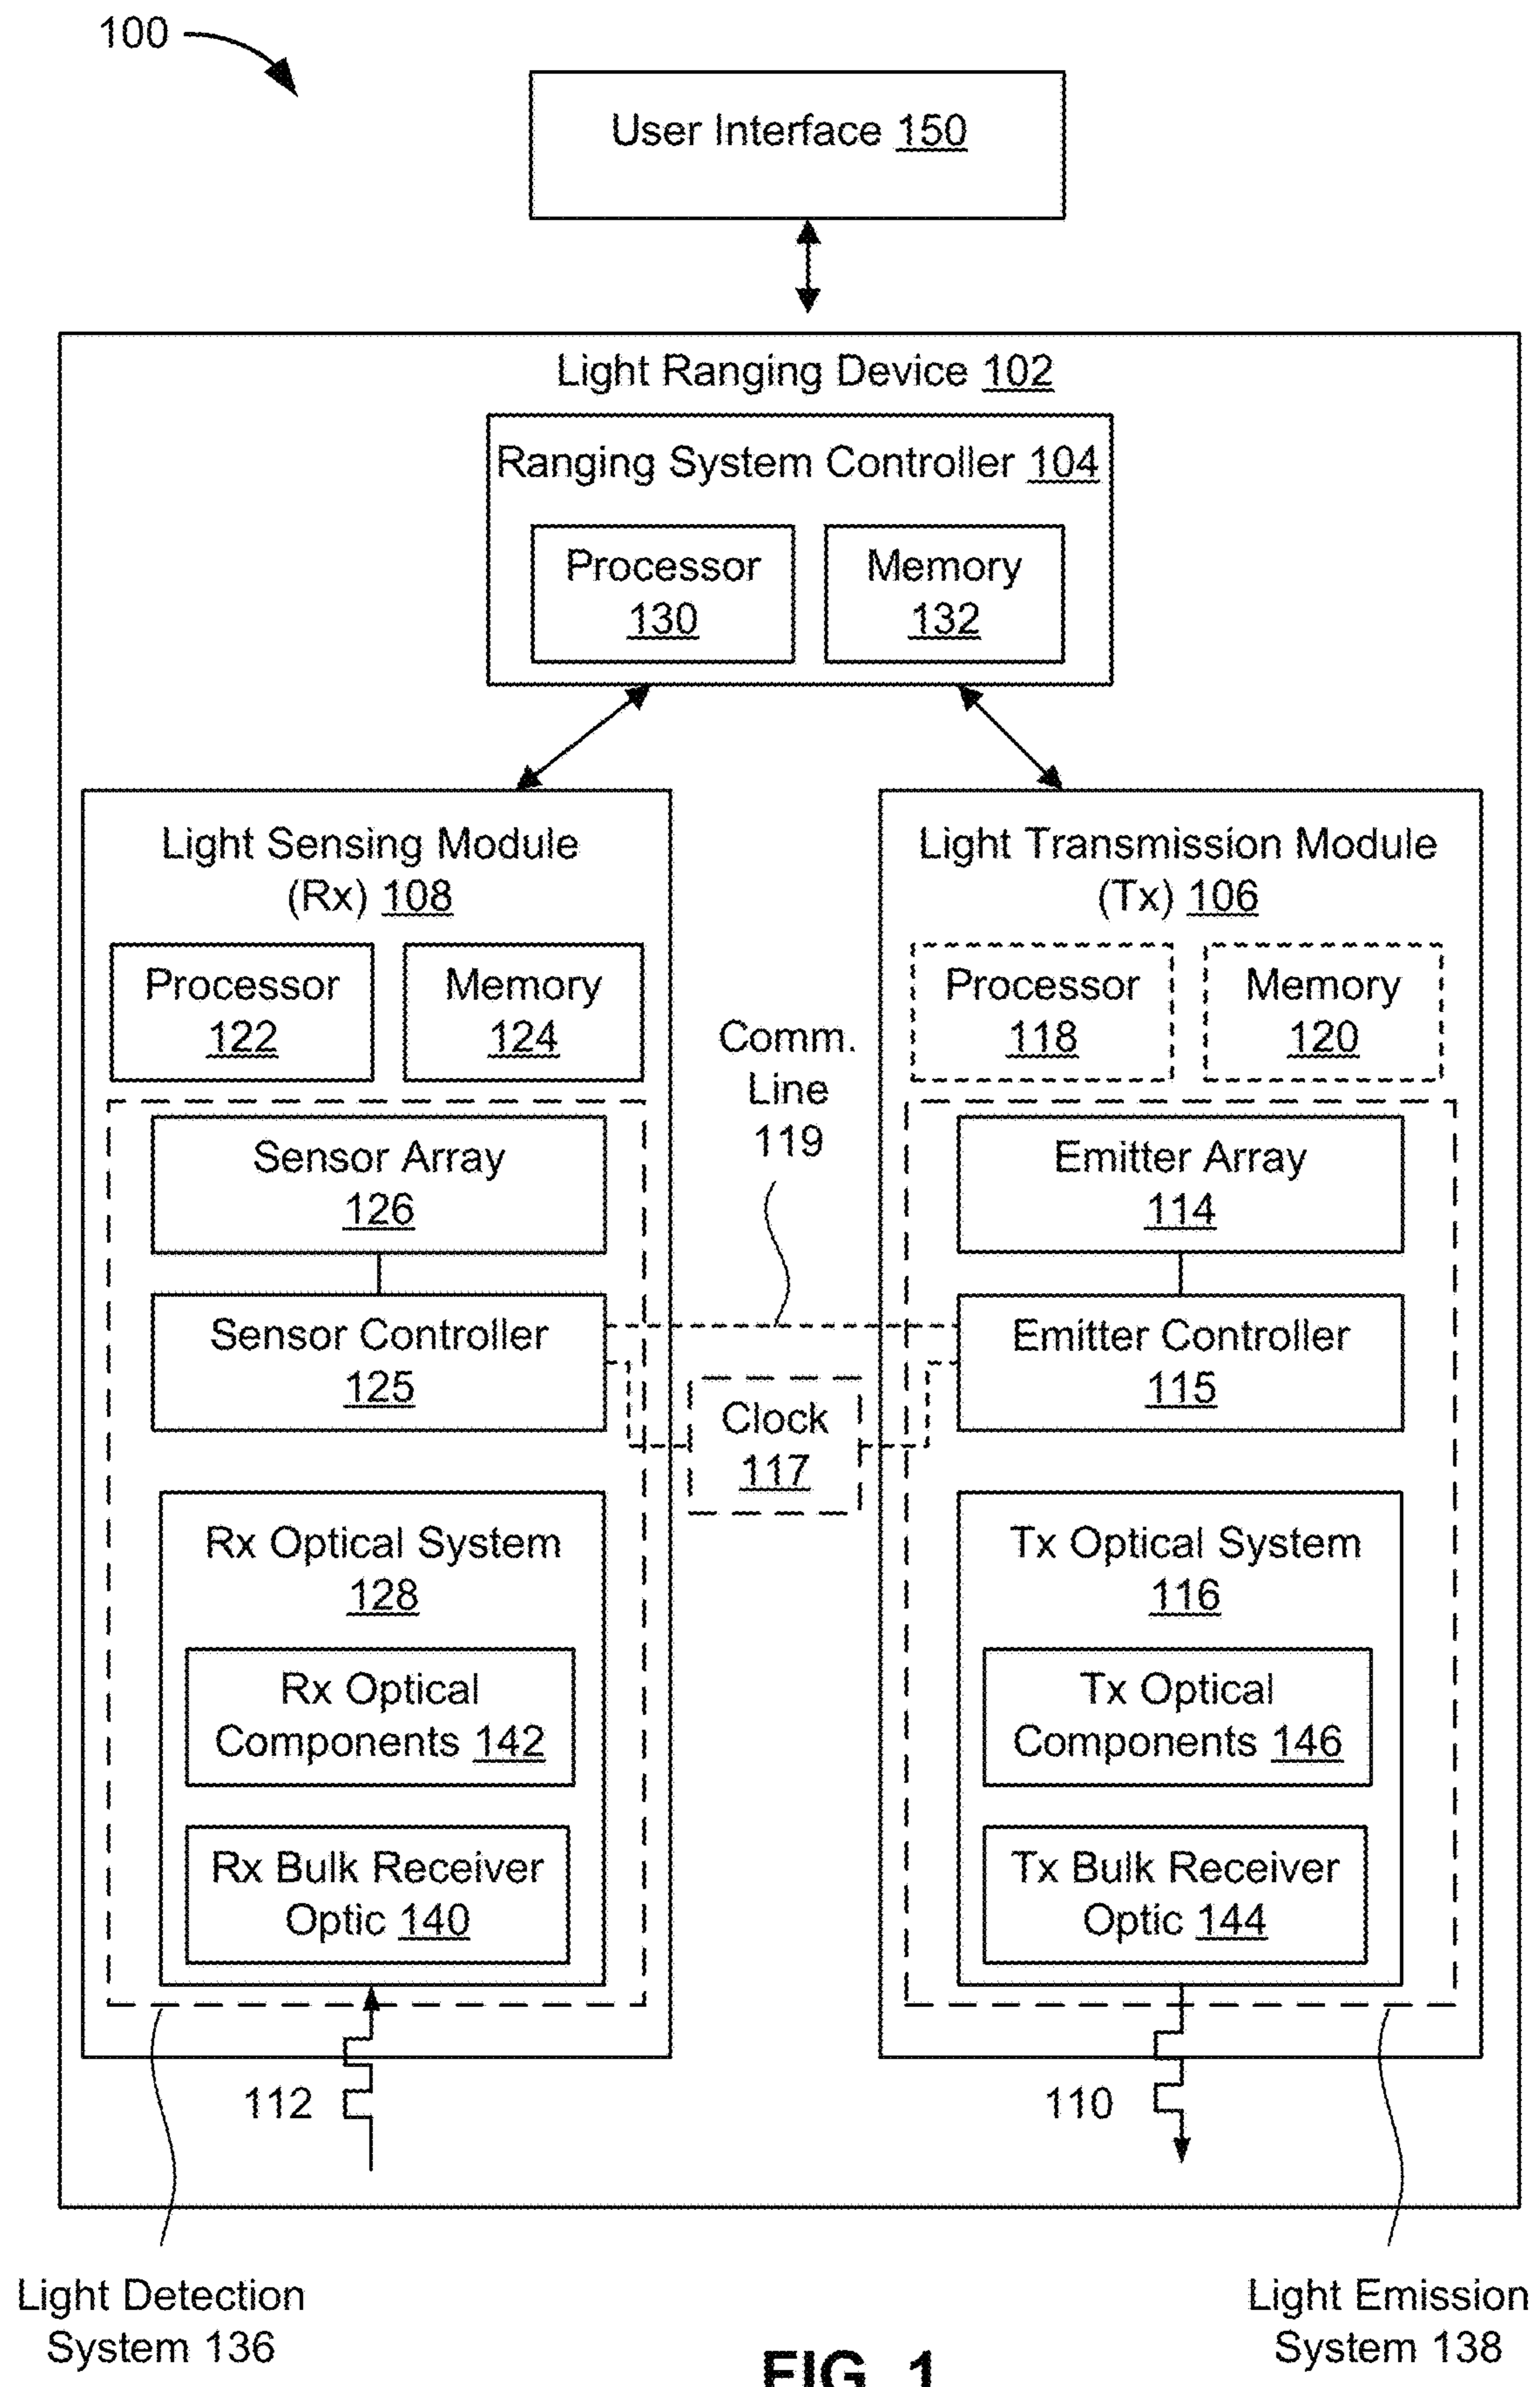 100
User Interface 150
Light Ranging Device 102
Ranging System Controller 104
Processor
130
Memory
132
Light Sensing Module
(Rx) 108
Processor
122
Memory
124
Sensor Array
126
Sensor Controller
125
Rx Optical System
128
Rx Optical
Components 142
Rx Bulk Receiver
Optic 140
112
Comm.
Line
119
Clock
117
Light Transmission Module
(Tx) 106
Processor
118
Memory
120
Emitter Array
114
Emitter Controller
115
Tx Optical System
116
Tx Optical
Components 146
Tx Bulk Receiver
Optic 144
110
Light Detection
System 136
Light Emission
System 138
FIG. 1